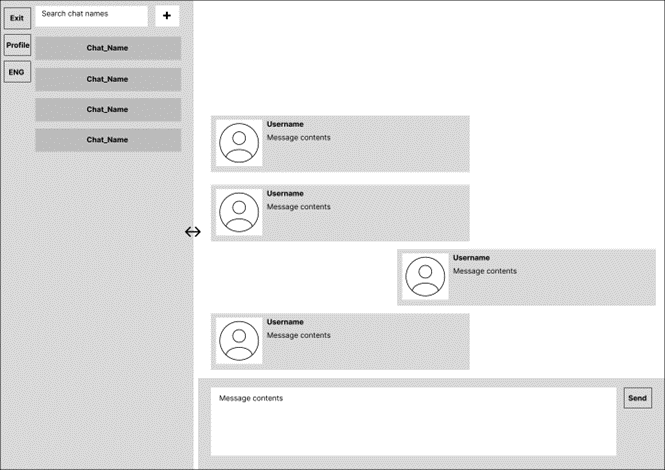 Exit
Search chat names
+
Profile
ENG
Chat_Name
Chat_Name
Chat_Name
Chat_Name
Username
Message contents
Username
Message contents
Username
Message contents
Username
Message contents
Message contents
Send